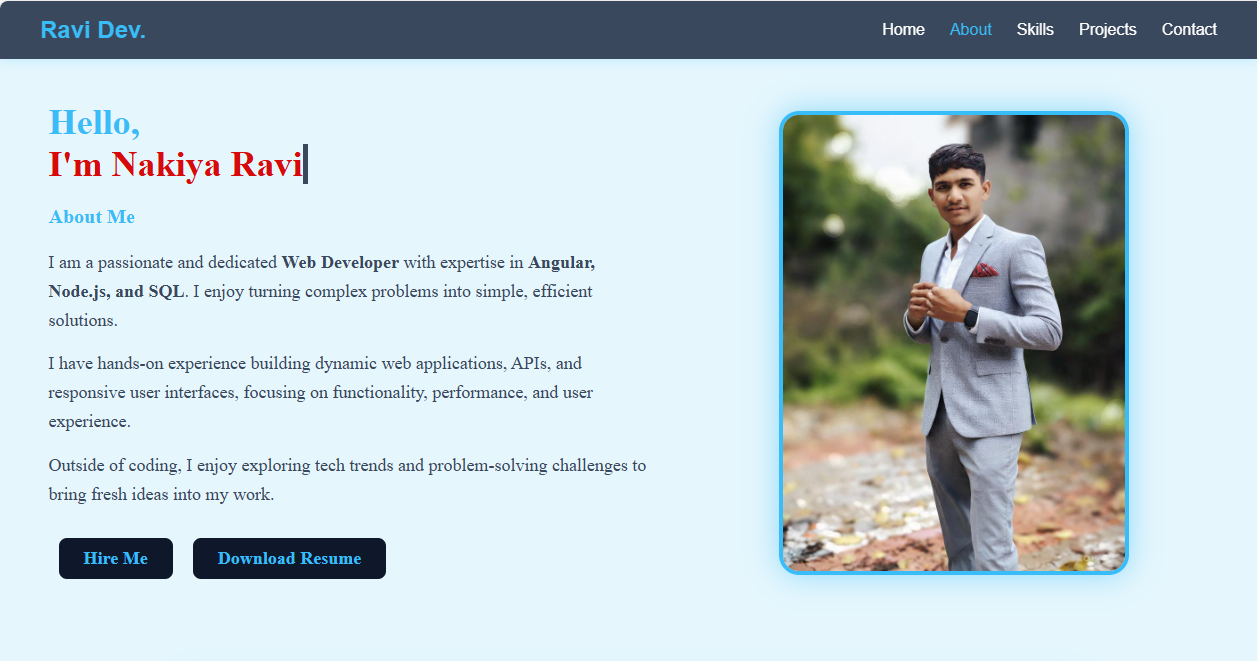 Ravi Dev.
Home About Skills Projects Contact
Hello,
I'm Nakiya Ravi
About Me
I am a passionate and dedicated Web Developer with expertise in Angular,
Node.js, and SQL. I enjoy turning complex problems into simple, efficient
solutions.
I have hands-on experience building dynamic web applications, APIs, and
responsive user interfaces, focusing on functionality, performance, and user
experience.
Outside of coding, I enjoy exploring tech trends and problem-solving challenges to
bring fresh ideas into my work.
Hire Me Download Resume